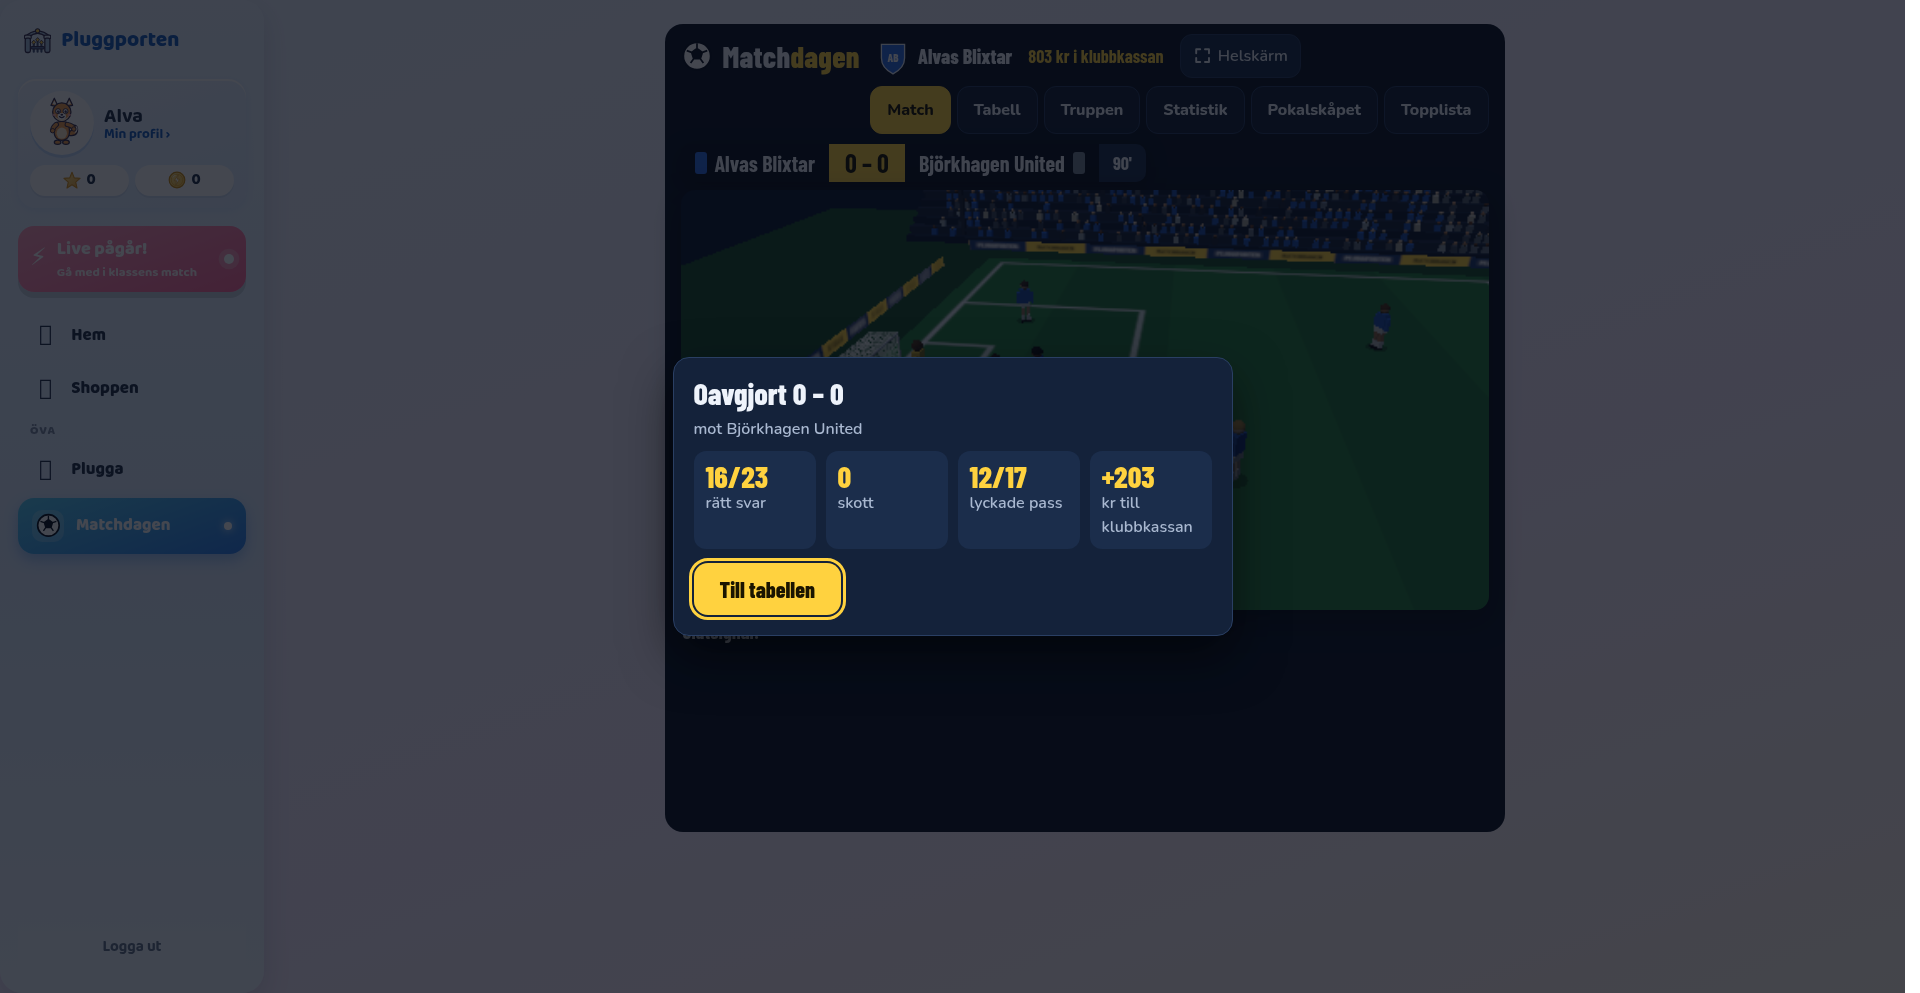 Pluggporten
Alva
Min profil ›
0
0
Live pågår!
Gå med i klassens match
Hem
Shoppen
ÖVA
Plugga
Matchdagen
Logga ut
Matchdagen
AB
Alvas Blixtar
803 kr i klubbkassan
Helskärm
Match
Tabell
Truppen
Statistik
Pokalskåpet
Topplista
Alvas Blixtar
0 – 0
Björkhagen United
90'
Oavgjort 0 – 0
mot Björkhagen United
16/23
rätt svar
0
skott
12/17
lyckade pass
+203
kr till
klubbkassan
Till tabellen